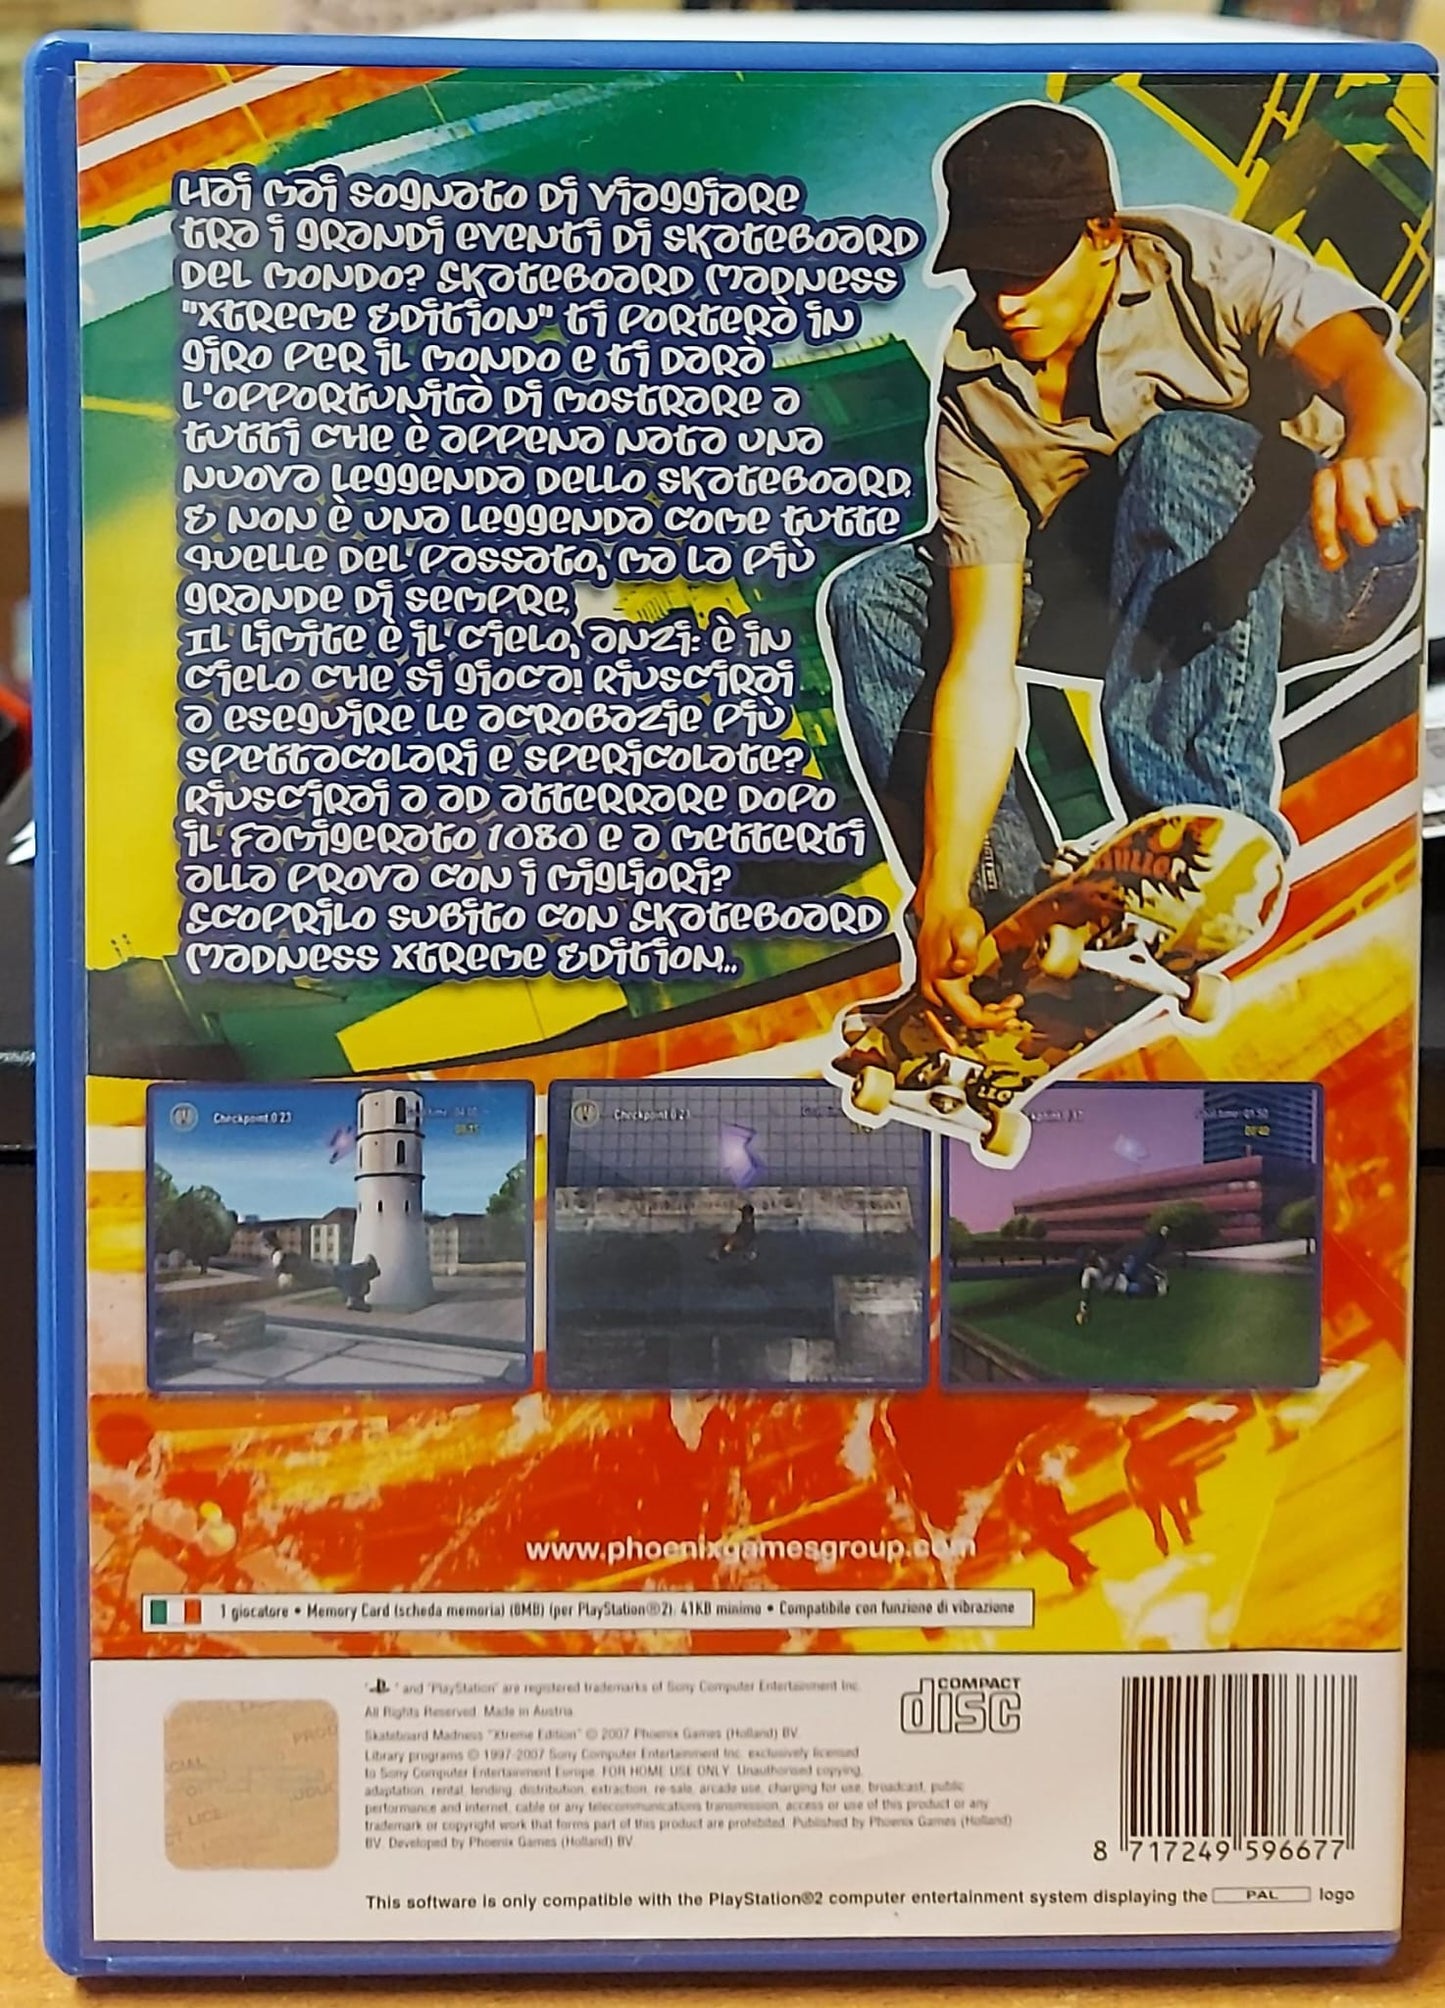 Hai mai sognato di viaggiare
tra i grandi eventi di skateboard
del mondo? Skateboard Madness
"Xtreme Edition" ti porterà in
giro per il mondo e ti darà
l'opportunità di mostrare a
tutti che è appena nata una
nuova leggenda dello skateboard.
E non è una leggenda come tutte
quelle del passato, ma la più
grande di sempre.
Il limite è il cielo, anzi: è in
cielo che si gioca! Riuscirai
a eseguire le acrobazie più
spettacolari e spericolate?
Riuscirai a ad atterrare dopo
il famigerato 1080 e a metterti
alla prova con i migliori?
Scoprilo subito con Skateboard
Madness Xtreme Edition..
Checkpoint 0 23
Checkpoint 0 23
www.phoenixgamesgroup.com
1 giocatore • Memory Card (scheda memoria) (8MB) (per PlayStation®2): 41KB minimo • Compatibile con funzione di vibrazione
" and "PlayStation" are registered trademarks of Sony Computer Entertainment Inc.
All Rights Reserved. Made in Austria.
Skateboard Madness "Xtreme Edition" © 2007 Phoenix Games (Holland) BV.
Library programs © 1997-2007 Sony Computer Entertainment Inc. exclusively licensed
to Sony Computer Entertainment Europe. FOR HOME USE ONLY. Unauthorised copying,
adaptation, rental, lending, distribution, extraction, re-sale, arcade use, charging for use, broadcast, public
performance and internet, cable or any telecommunications transmission, access or use of this product or any
trademark or copyright work that forms part of this product are prohibited. Published by Phoenix Games (Holland)
BV. Developed by Phoenix Games (Holland) BV
COMPACT
disc
8 717249 596677
This software is only compatible with the PlayStation®2 computer entertainment system displaying the PAL logo